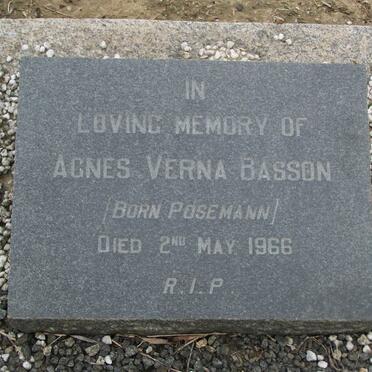 IN
LOVING MEMORY OF
AGNES VERNA BASSON
[BORN POSEMANN]
DIED 2ND MAY 1966
R.I.P